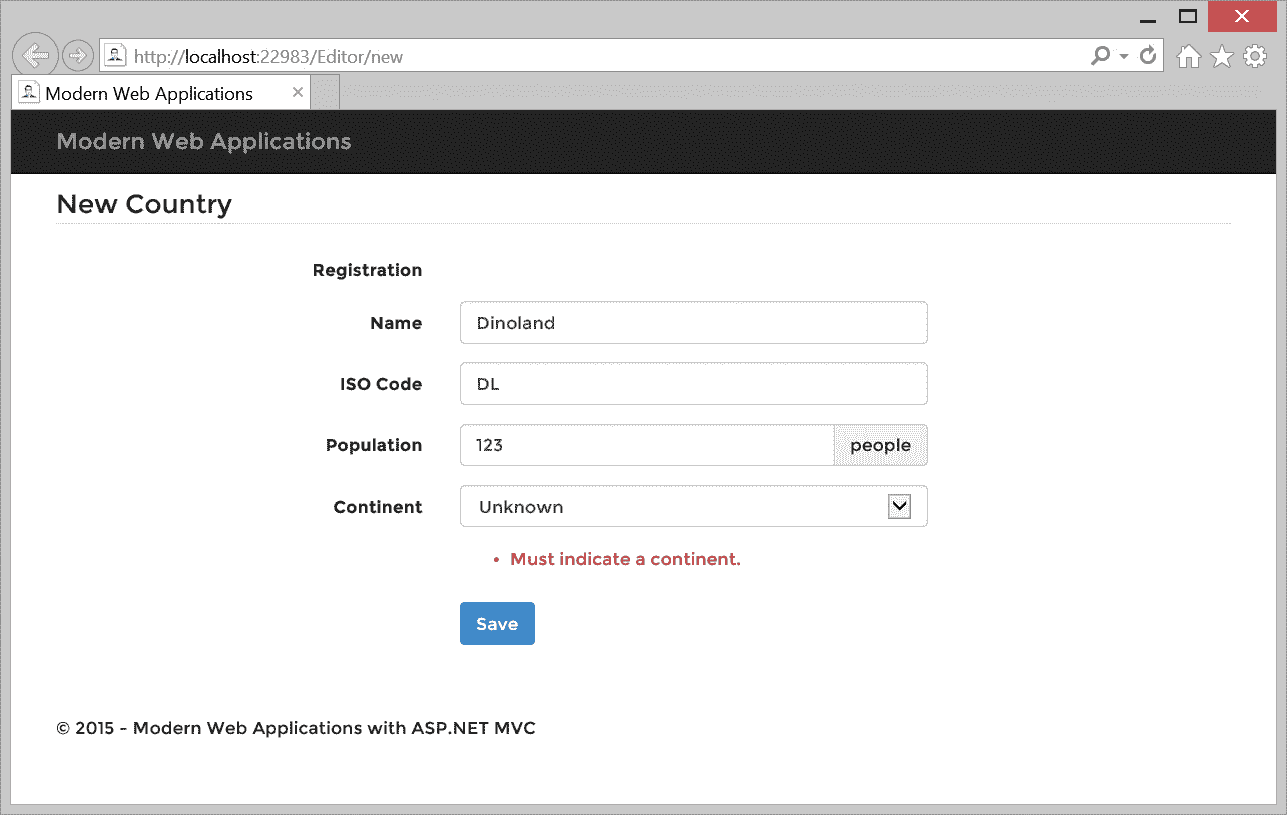 http://localhost:22983/Editor/new
Modern Web Applications
Modern Web Applications
New Country
Registration
Name Dinoland
ISO Code DL
Population 123 people
Continent Unknown
• Must indicate a continent.
Save
© 2015 - Modern Web Applications with ASP.NET MVC